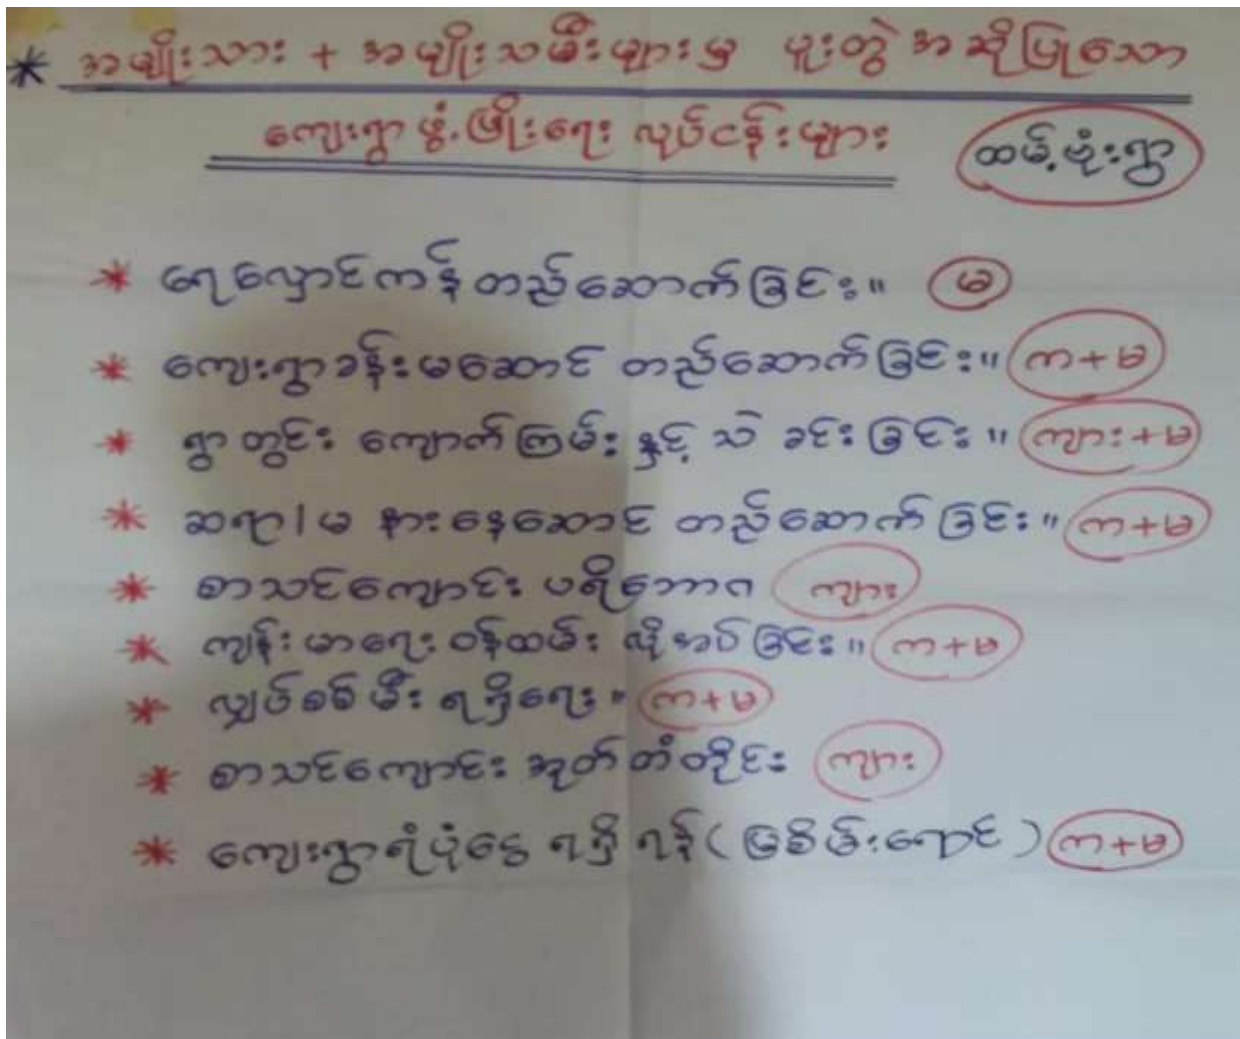 * အမျိုးသား + အမျိုးသမီးများမှ ပူးတွဲအဆိုပြုသော
ကျေးရွာဖွံ့ဖြိုးရေး လုပ်ငန်းများ
ထမ့်ဗုံးရွာ
* ရေလှောင်ကန် တည်ဆောက်ခြင်း။ မ
* ကျေးရွာခန်းမဆောင် တည်ဆောက်ခြင်း။ က+မ
* ရွာတွင်း ကျောက်ကြမ်းနှင့် သဲ ခင်းခြင်း။ ကျား+မ
* ဆရာ/မ နားနေဆောင် တည်ဆောက်ခြင်း။ က+မ
* စာသင်ကျောင်း ပရိဘောဂ ကျား
* ကျန်းမာရေး ဝန်ထမ်း လိုအပ်ခြင်း။ က+မ
* လျှပ်စစ်မီး ရရှိရေး။ က+မ
* စာသင်ကျောင်း အုတ်တံတိုင်း ကျား
* ကျေးရွာရံပုံငွေ ရရှိရန် (မြစိမ်းရောင်) က+မ